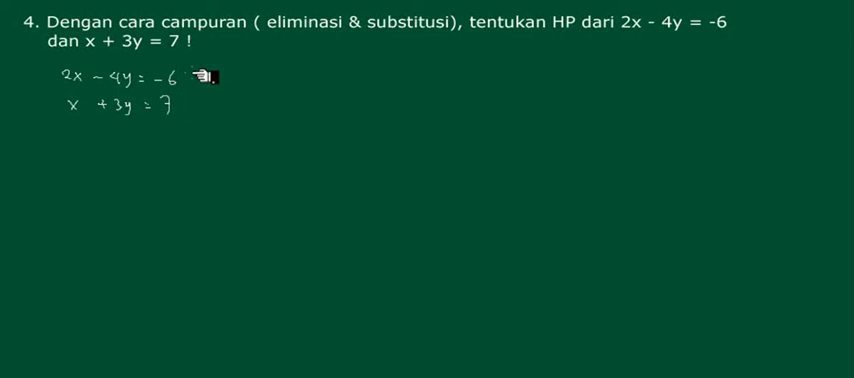 4. Dengan cara campuran ( eliminasi & substitusi), tentukan HP dari 2x - 4y = -6
dan x + 3y = 7 !
2x - 4y = -6
x + 3y = 7